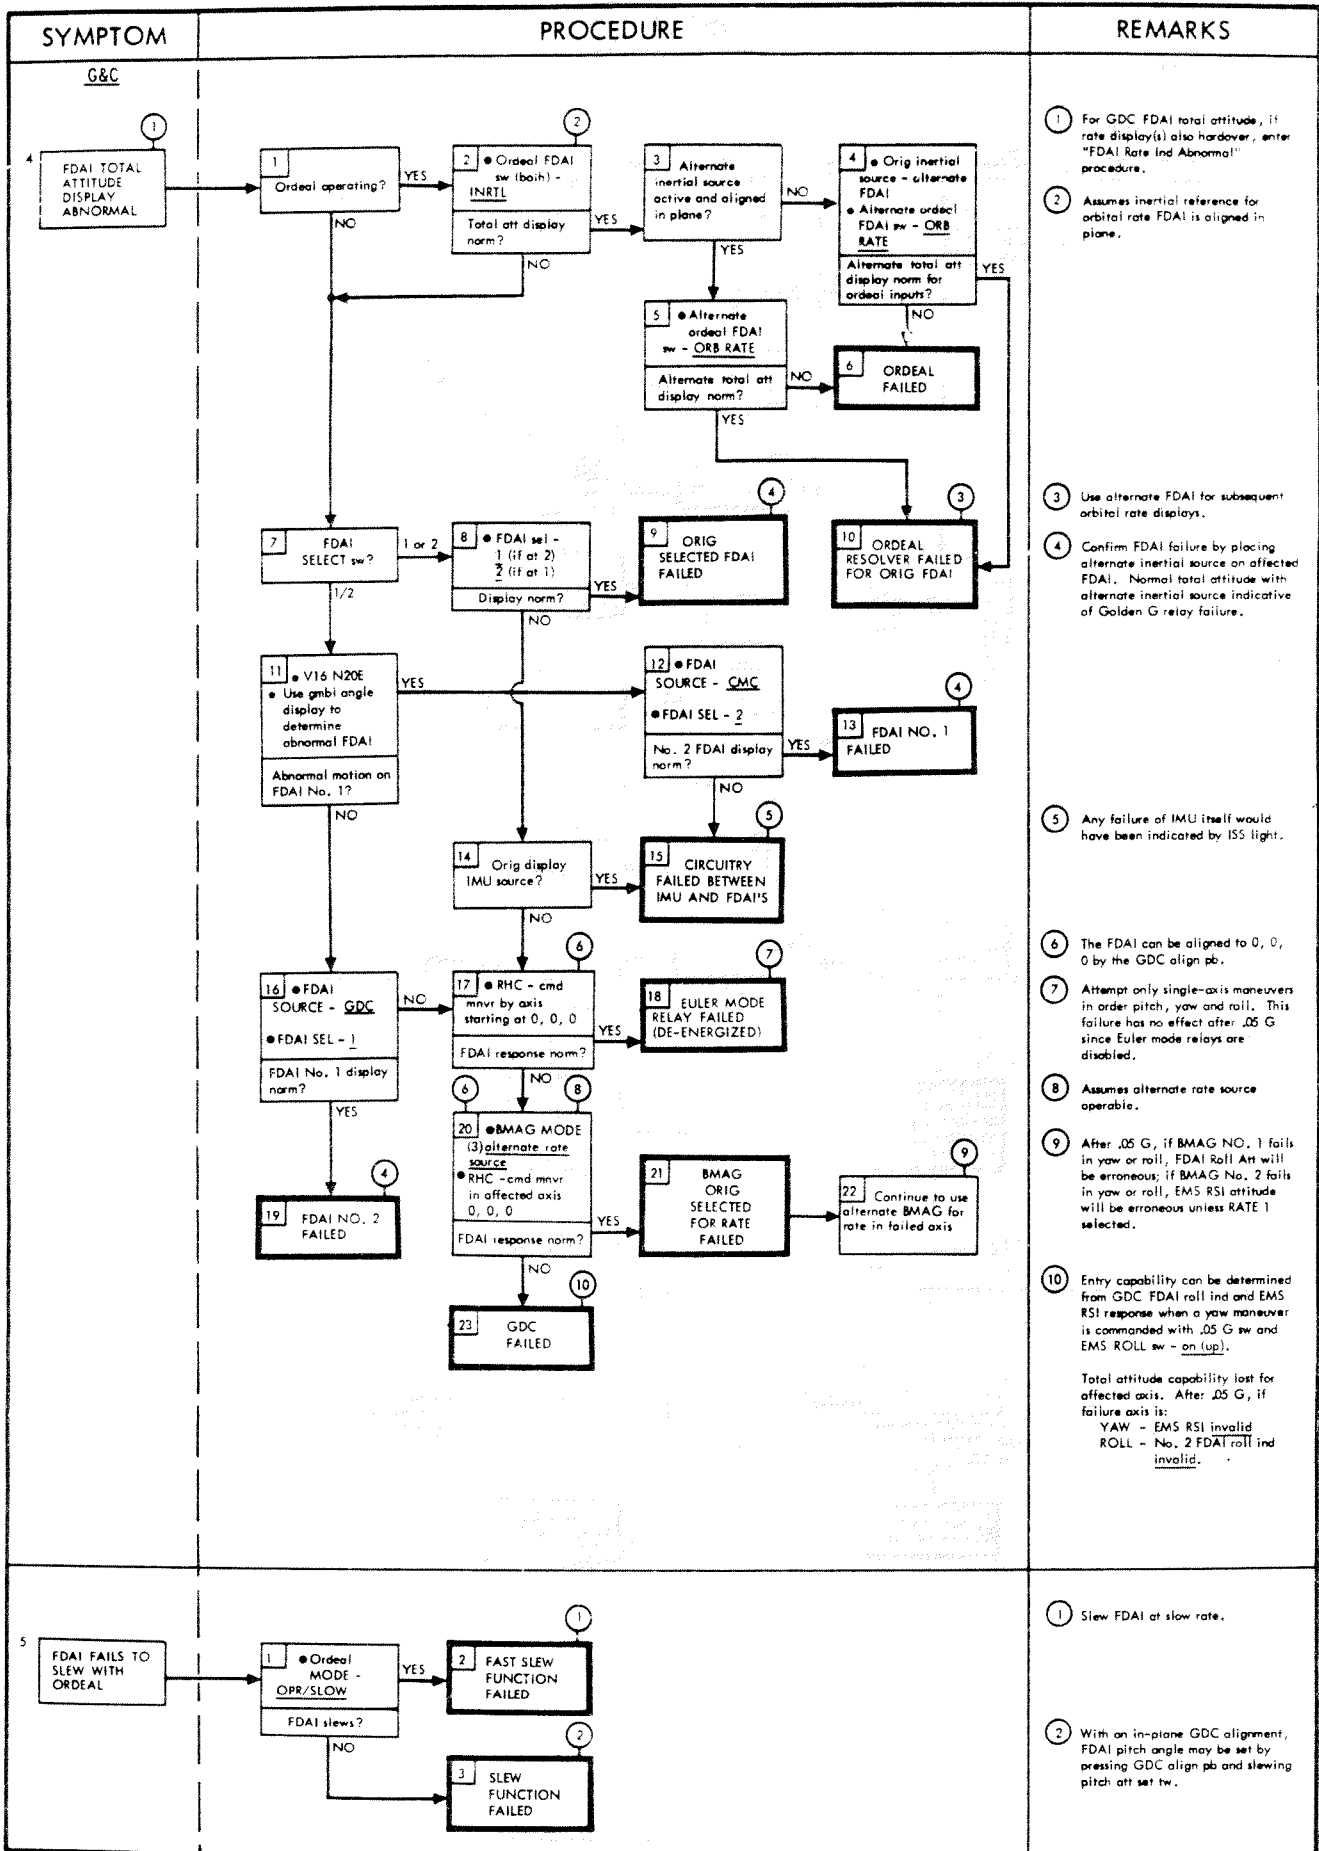 SYMPTOM
PROCEDURE
REMARKS
G&C
1
4
FDAI TOTAL
ATTITUDE
DISPLAY
ABNORMAL
1
Ordeal operating?
YES
NO
2
2
● Ordeal FDAI
sw (both) -
INRTL
Total att display
norm?
YES
NO
3
Alternate
inertial source
active and aligned
in plane?
NO
YES
4
● Orig inertial
source - alternate
FDAI
● Alternate ordeal
FDAI sw - ORB
RATE
Alternate total att
display norm for
ordeal inputs?
YES
NO
5
● Alternate
ordeal FDAI
sw - ORB RATE
Alternate total att
display norm?
NO
YES
6
ORDEAL
FAILED
7
FDAI
SELECT sw?
1 or 2
1/2
8
● FDAI sel -
1 (if at 2)
2 (if at 1)
Display norm?
YES
NO
4
9
ORIG
SELECTED FDAI
FAILED
3
10
ORDEAL
RESOLVER FAILED
FOR ORIG FDAI
11
● V16 N20E
● Use gmbl angle
display to
determine
abnormal FDAI
Abnormal motion on
FDAI No. 1?
YES
NO
12
● FDAI
SOURCE - CMC
● FDAI SEL - 2
No. 2 FDAI display
norm?
YES
NO
4
13
FDAI NO. 1
FAILED
14
Orig display
IMU source?
YES
NO
5
15
CIRCUITRY
FAILED BETWEEN
IMU AND FDAI'S
16
● FDAI
SOURCE - GDC
● FDAI SEL - 1
FDAI No. 1 display
norm?
NO
YES
6
17
● RHC - cmd
mnvr by axis
starting at 0, 0, 0
FDAI response norm?
YES
NO
7
18
EULER MODE
RELAY FAILED
(DE-ENERGIZED)
4
19
FDAI NO. 2
FAILED
6
8
20
● BMAG MODE
(3) alternate rate
source
● RHC - cmd mnvr
in affected axis
0, 0, 0
FDAI response norm?
YES
NO
21
BMAG
ORIG
SELECTED
FOR RATE
FAILED
9
22
Continue to use
alternate BMAG for
rate in failed axis
10
23
GDC
FAILED
1 For GDC FDAI total attitude, if
rate display(s) also hardover, enter
"FDAI Rate Ind Abnormal"
procedure.
2 Assumes inertial reference for
orbital rate FDAI is aligned in
plane.
3 Use alternate FDAI for subsequent
orbital rate displays.
4 Confirm FDAI failure by placing
alternate inertial source on affected
FDAI. Normal total attitude with
alternate inertial source indicative
of Golden G relay failure.
5 Any failure of IMU itself would
have been indicated by ISS light.
6 The FDAI can be aligned to 0, 0,
0 by the GDC align pb.
7 Attempt only single-axis maneuvers
in order pitch, yaw and roll. This
failure has no effect after .05 G
since Euler mode relays are
disabled.
8 Assumes alternate rate source
operable.
9 After .05 G, if BMAG NO. 1 fails
in yaw or roll, FDAI Roll Att will
be erroneous; if BMAG No. 2 fails
in yaw or roll, EMS RSI attitude
will be erroneous unless RATE 1
selected.
10 Entry capability can be determined
from GDC FDAI roll ind and EMS
RSI response when a yaw maneuver
is commanded with .05 G sw and
EMS ROLL sw - on (up).
Total attitude capability lost for
affected axis. After .05 G, if
failure axis is:
YAW - EMS RSI invalid
ROLL - No. 2 FDAI roll ind
invalid.
5
FDAI FAILS TO
SLEW WITH
ORDEAL
1
● Ordeal
MODE -
OPR/SLOW
FDAI slews?
YES
NO
1
2
FAST SLEW
FUNCTION
FAILED
2
3
SLEW
FUNCTION
FAILED
1 Slew FDAI at slow rate.
2 With an in-plane GDC alignment,
FDAI pitch angle may be set by
pressing GDC align pb and slewing
pitch att set tw.